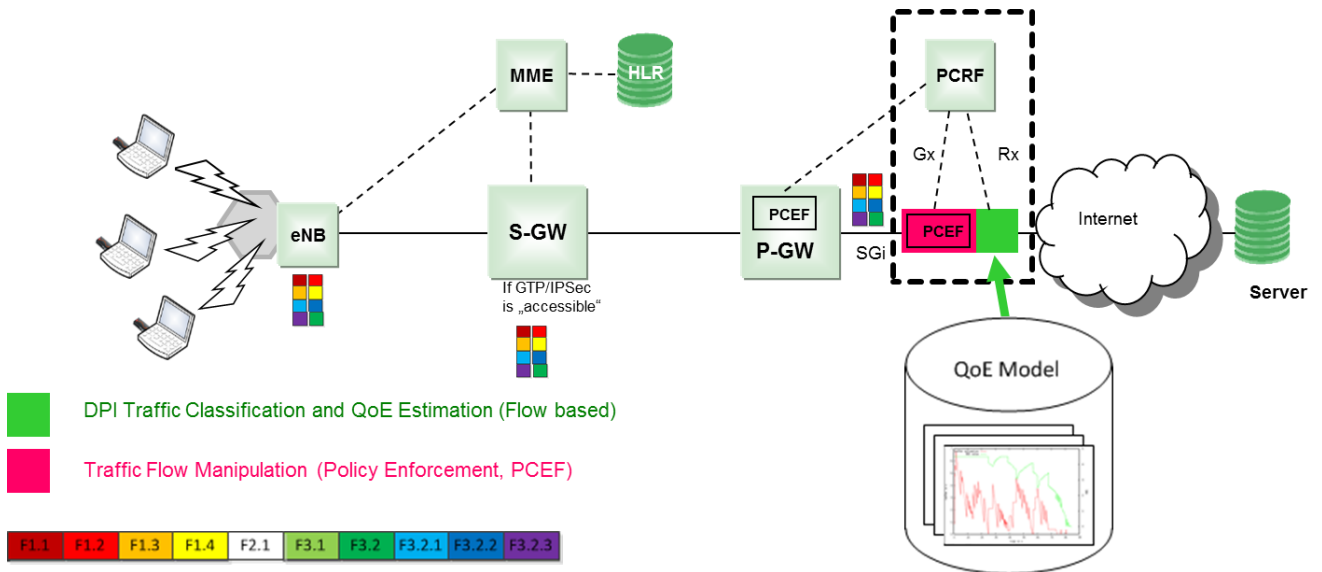 MME
HLR
PCRF
Gx
Rx
eNB
S-GW
PCEF
P-GW
SGi
PCEF
Internet
Server
If GTP/IPSec
is „accessible“
QoE Model
DPI Traffic Classification and QoE Estimation (Flow based)
Traffic Flow Manipulation (Policy Enforcement, PCEF)
F1.1 F1.2 F1.3 F1.4 F2.1 F3.1 F3.2 F3.2.1 F3.2.2 F3.2.3